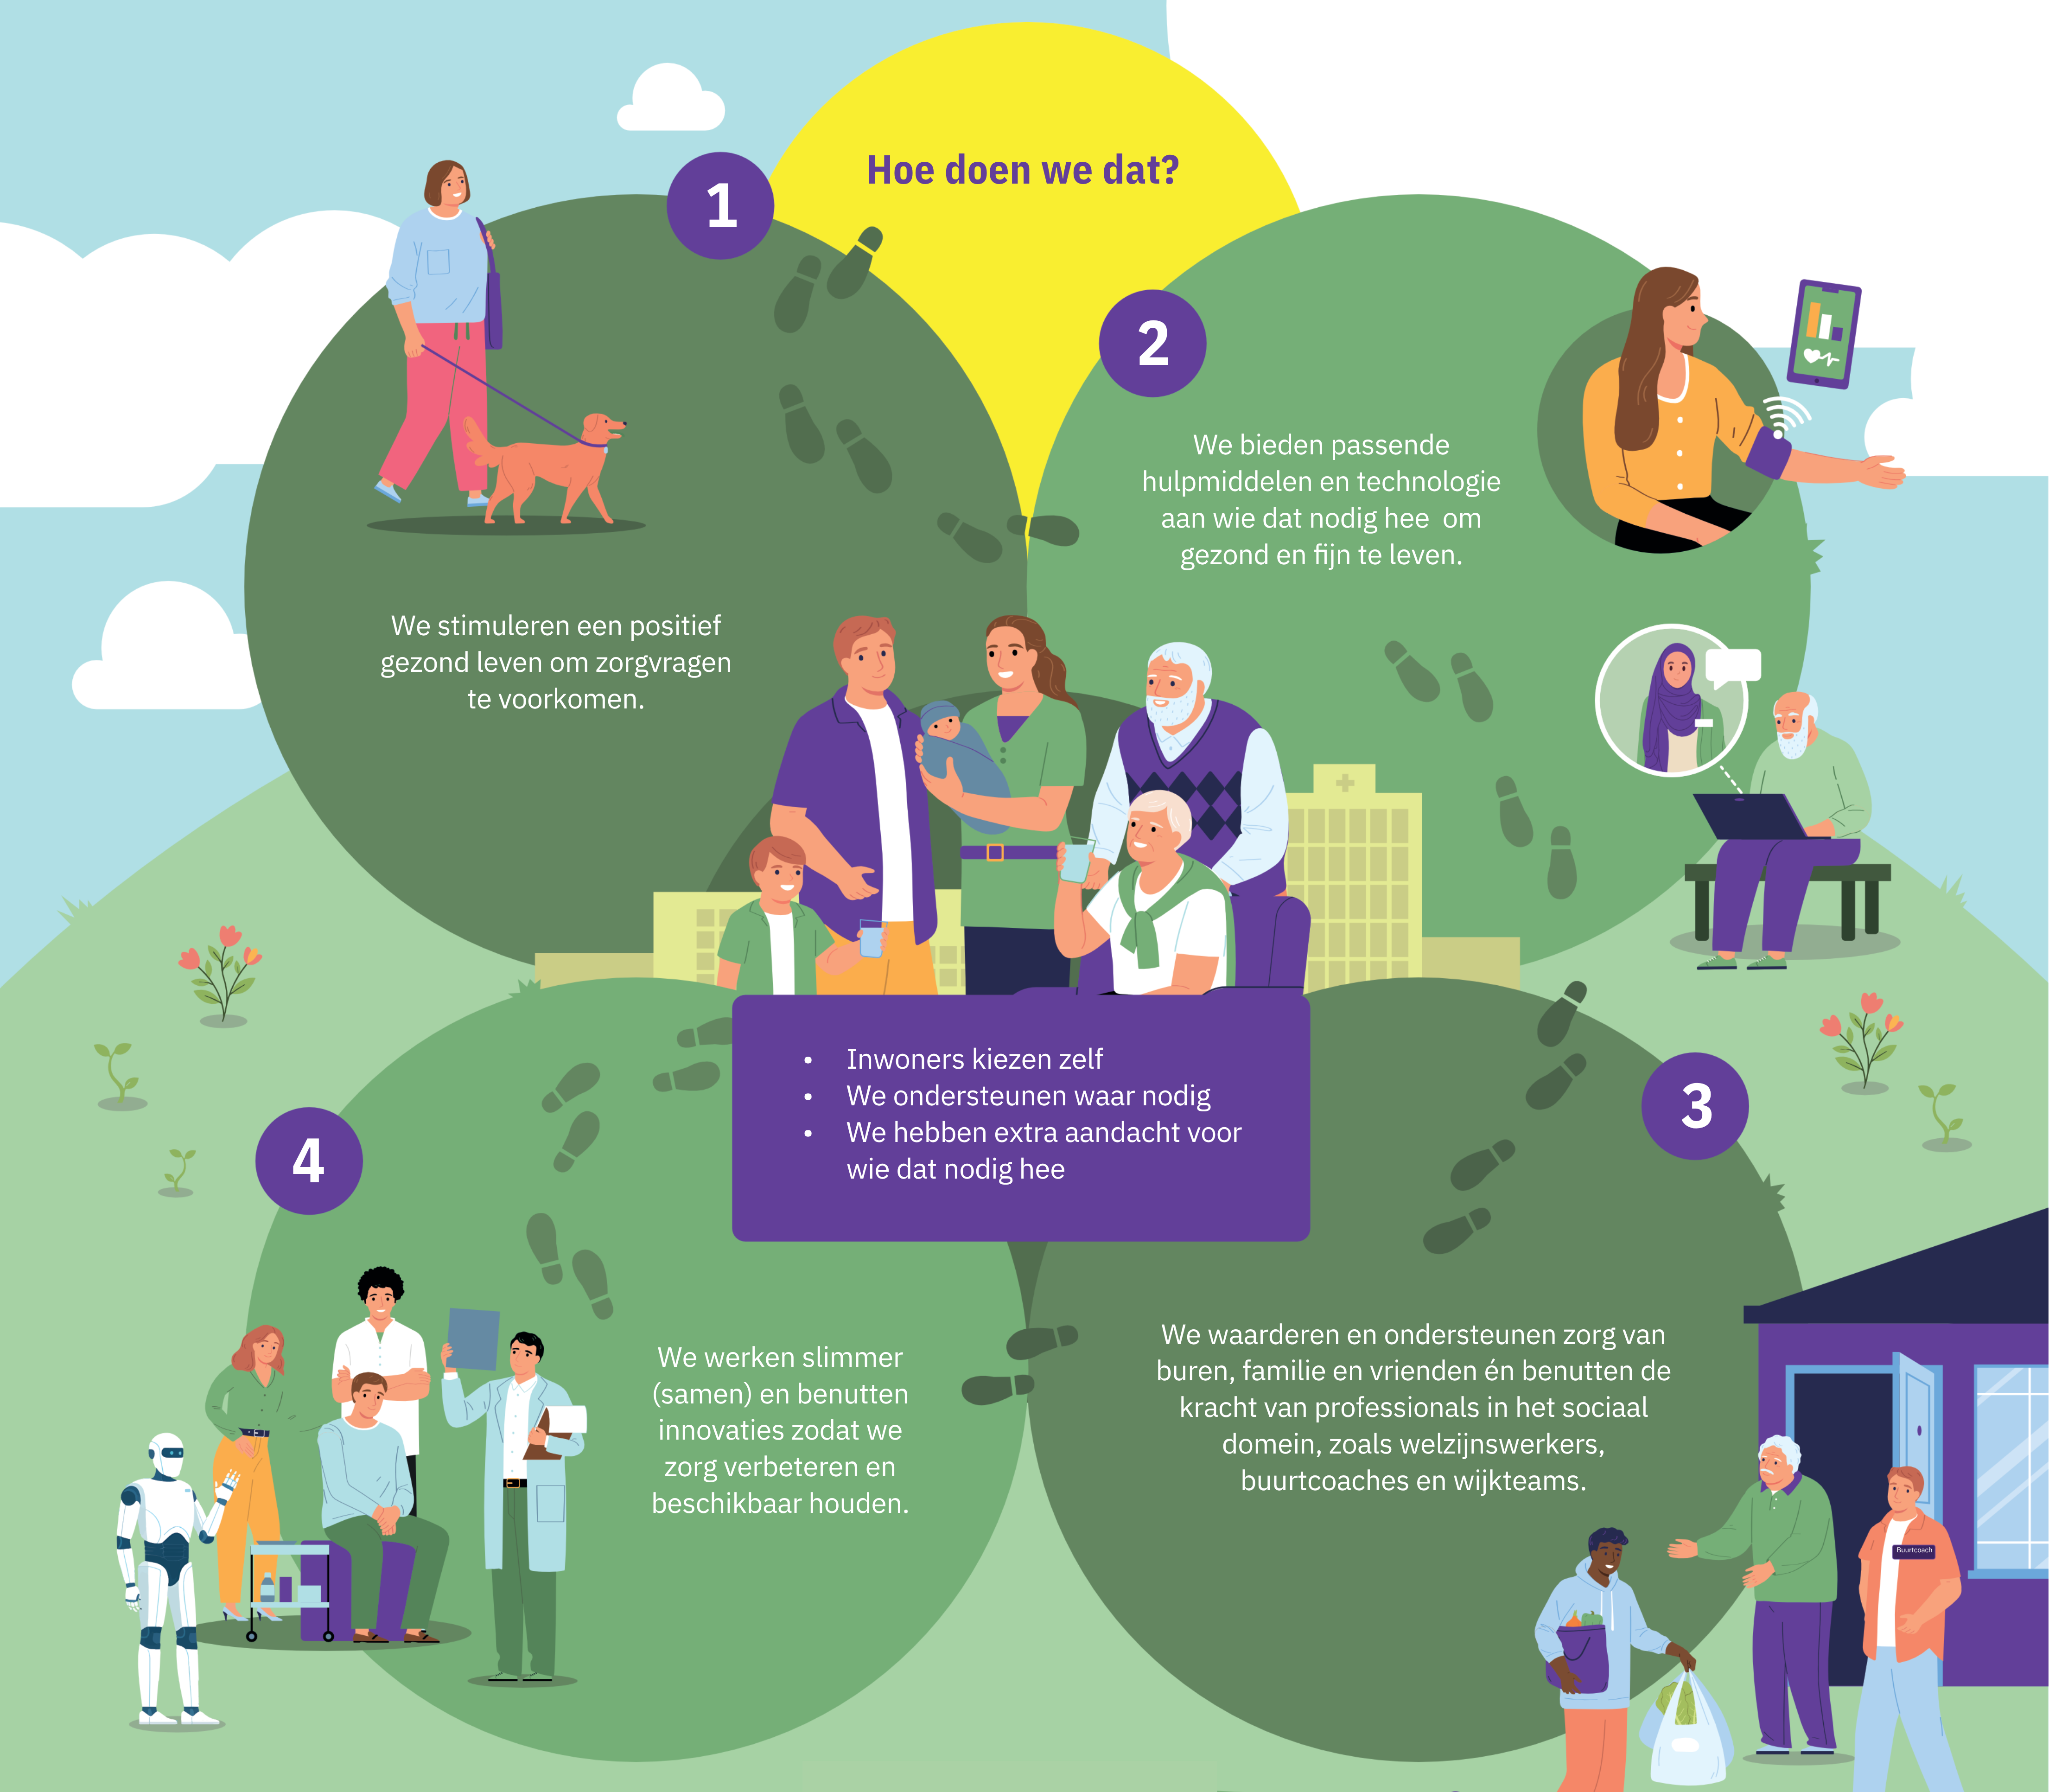 Hoe doen we dat?
1
We stimuleren een positief
gezond leven om zorgvragen
te voorkomen.
2
We bieden passende
hulpmiddelen en technologie
aan wie dat nodig hee  om
gezond en fijn te leven.
• Inwoners kiezen zelf
• We ondersteunen waar nodig
• We hebben extra aandacht voor
wie dat nodig hee
3
We waarderen en ondersteunen zorg van
buren, familie en vrienden én benutten de
kracht van professionals in het sociaal
domein, zoals welzijnswerkers,
buurtcoaches en wijkteams.
Buurtcoach
4
We werken slimmer
(samen) en benutten
innovaties zodat we
zorg verbeteren en
beschikbaar houden.